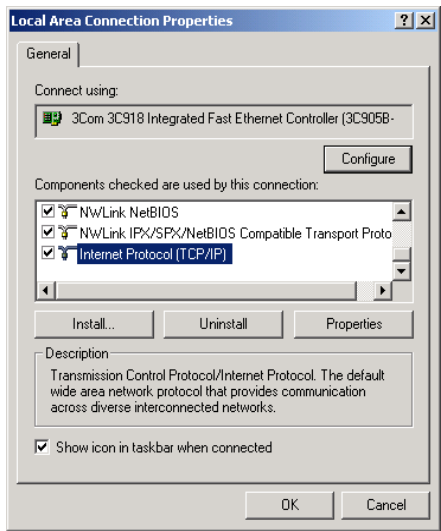 Local Area Connection Properties
General
Connect using:
3Com 3C918 Integrated Fast Ethernet Controller (3C905B-
Configure
Components checked are used by this connection:
NWLink NetBIOS
NWLink IPX/SPX/NetBIOS Compatible Transport Proto
Internet Protocol (TCP/IP)
Install... Uninstall Properties
Description
Transmission Control Protocol/Internet Protocol. The default
wide area network protocol that provides communication
across diverse interconnected networks.
Show icon in taskbar when connected
OK Cancel